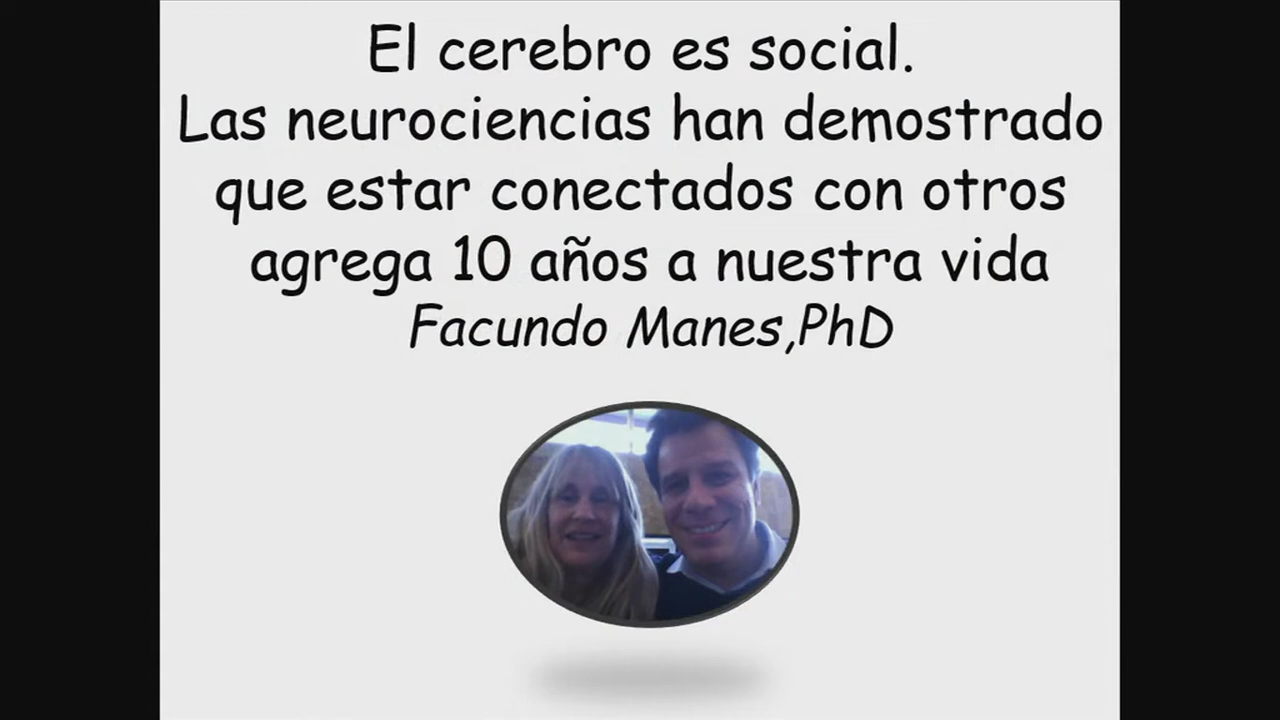 El cerebro es social.
Las neurociencias han demostrado
que estar conectados con otros
agrega 10 años a nuestra vida
Facundo Manes,PhD